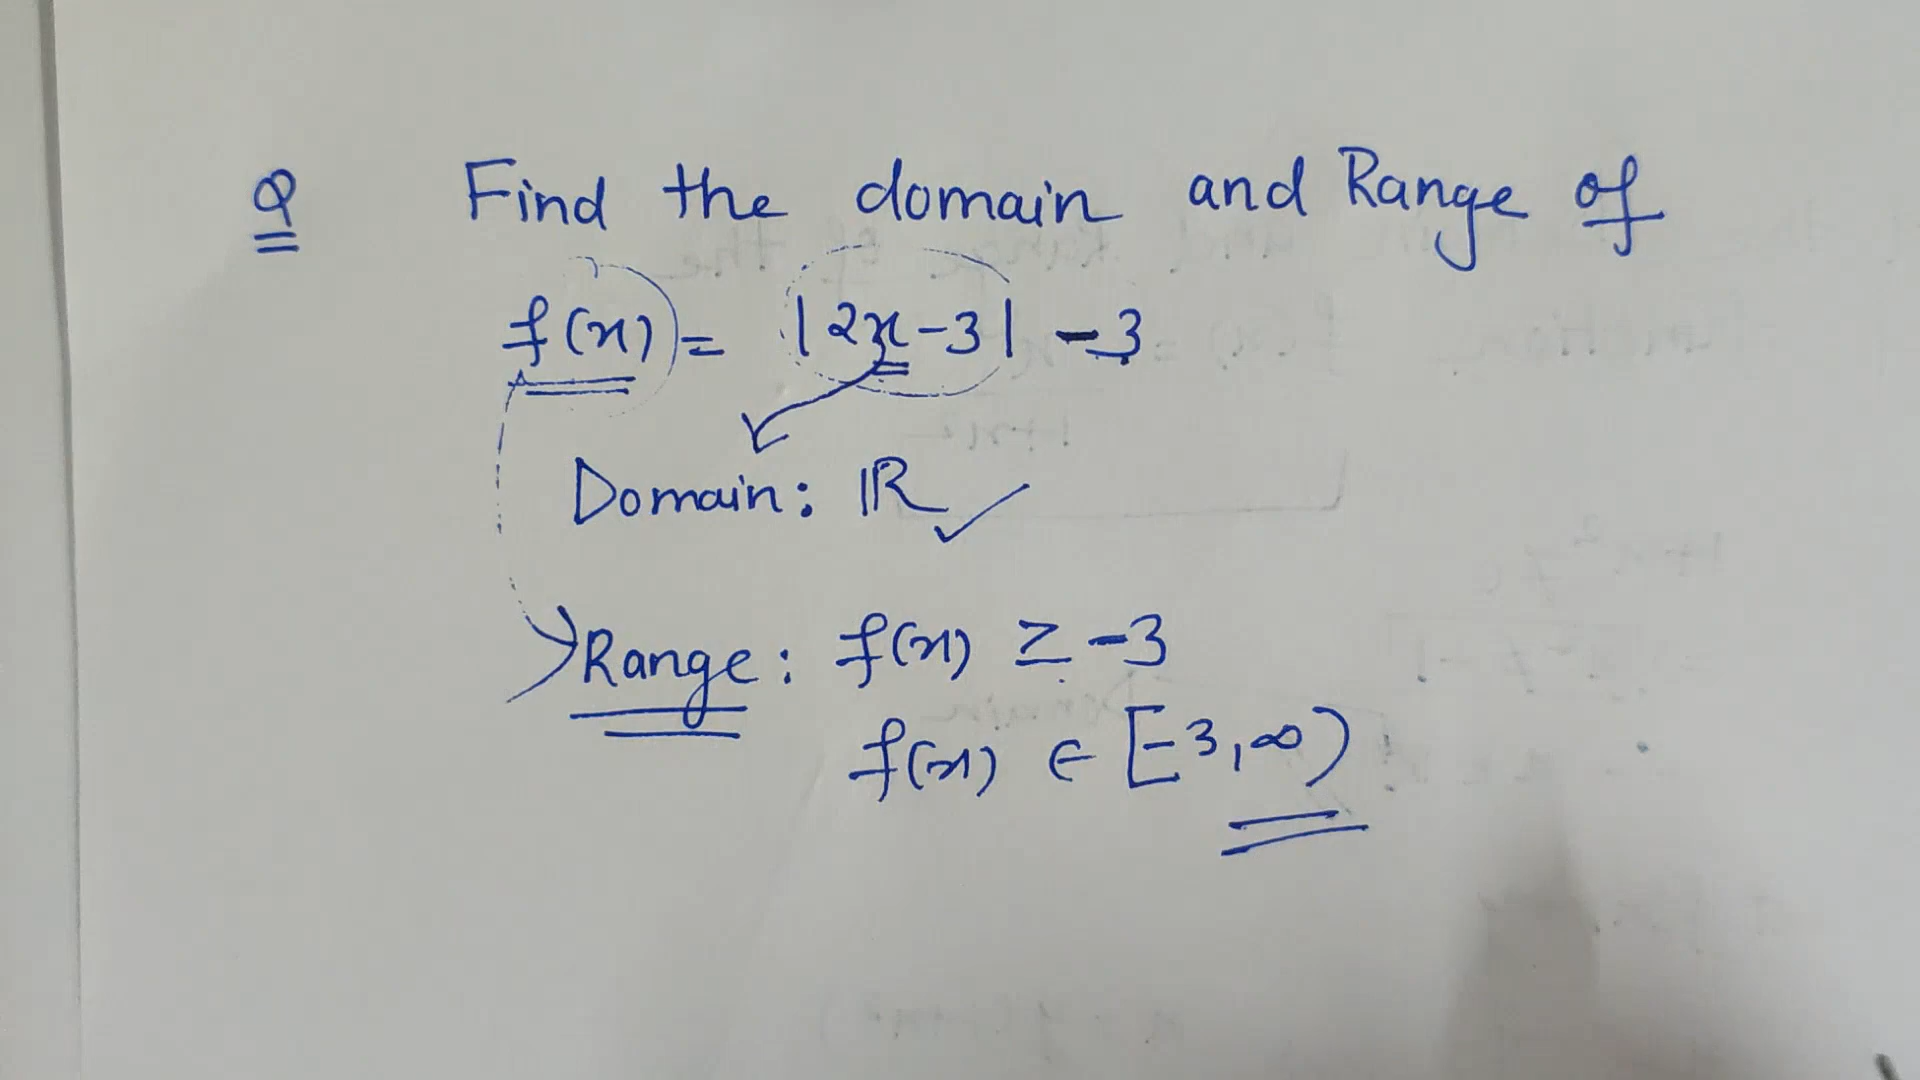 Q Find the domain and Range of
f(x) = |2x-3| -3
Domain: ℝ ✓
Range: f(x) ≥ -3
f(x) ∈ [-3, ∞)